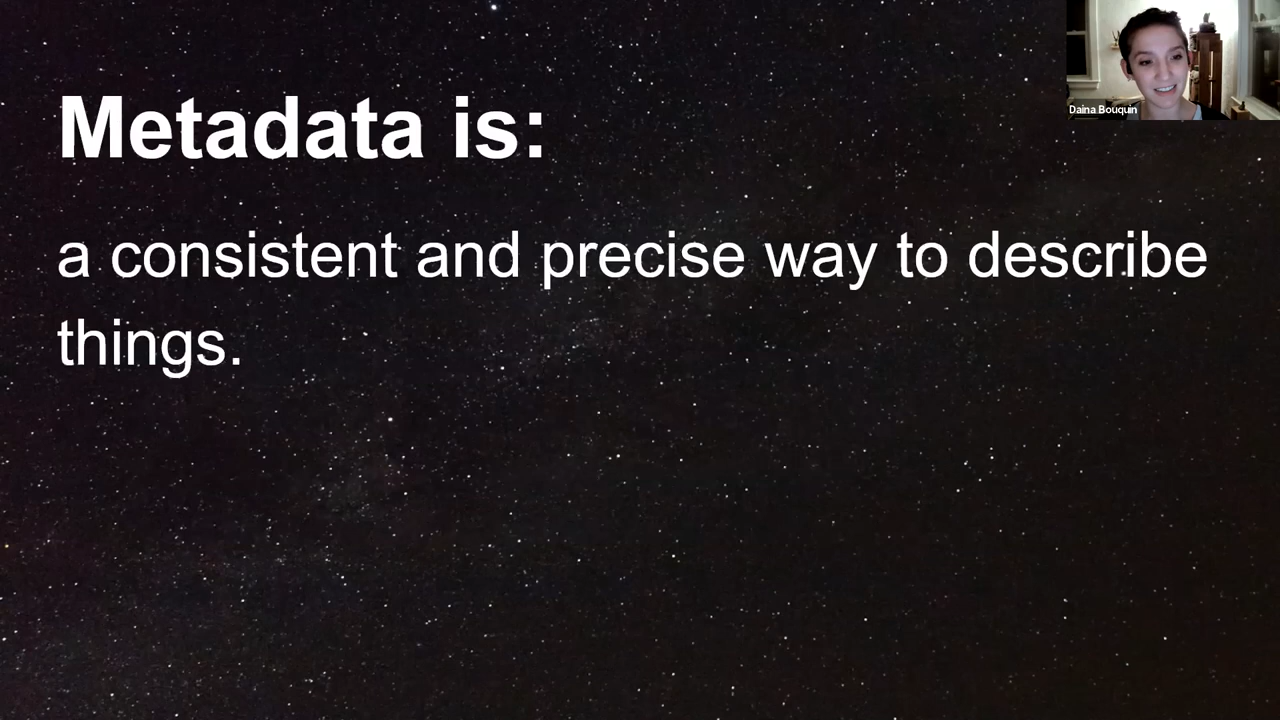 Metadata is:
a consistent and precise way to describe
things.
Daina Bouquin